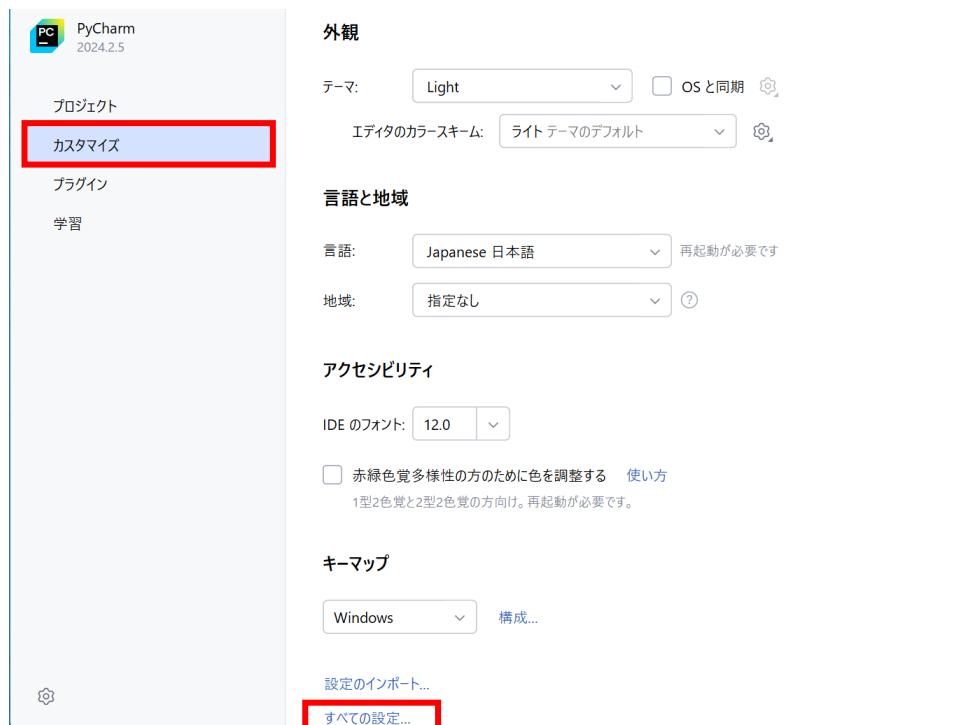 PC
PyCharm
2024.2.5
プロジェクト
カスタマイズ
プラグイン
学習
外観
テーマ: Light OS と同期
エディタのカラースキーム: ライト テーマのデフォルト
言語と地域
言語: Japanese 日本語 再起動が必要です
地域: 指定なし ?
アクセシビリティ
IDE のフォント: 12.0
赤緑色覚多様性の方のために色を調整する 使い方
1型2色覚と2型2色覚の方向け。再起動が必要です。
キーマップ
Windows 構成...
設定のインポート...
すべての設定...